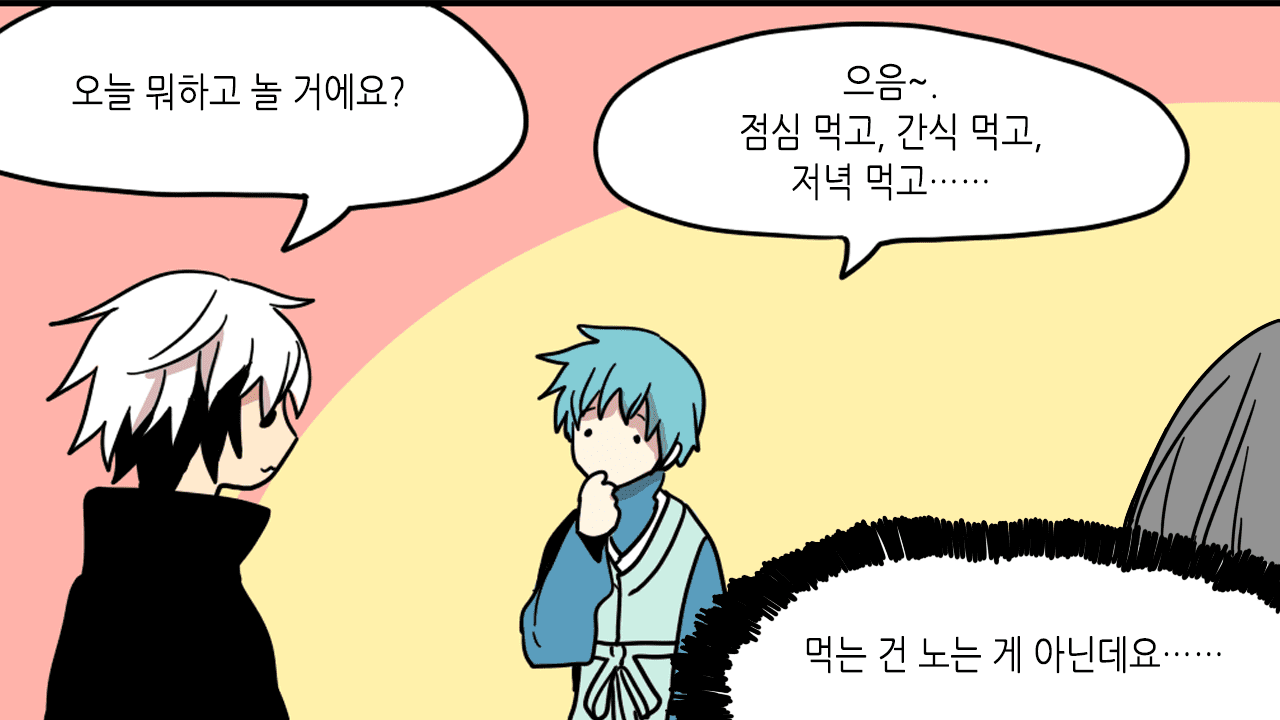 오늘 뭐하고 놀 거에요?
으음~.
점심 먹고, 간식 먹고,
저녁 먹고……
먹는 건 노는 게 아닌데요……